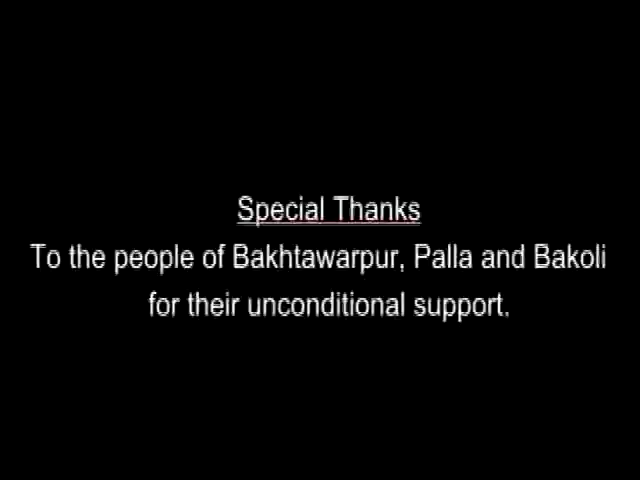 Special Thanks
To the people of Bakhtawarpur, Palla and Bakoli
for their unconditional support.